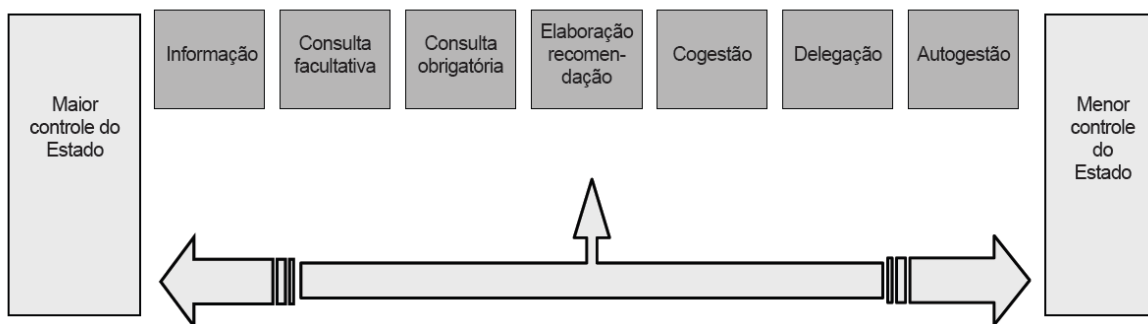 Maior
controle do
Estado
Informação
Consulta
facultativa
Consulta
obrigatória
Elaboração
recomen-
dação
Cogestão
Delegação
Autogestão
Menor
controle
do
Estado